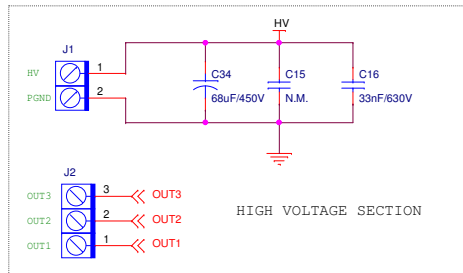 HV
J1
HV
1
PGND
2
C34
68uF/450V
C15
N.M.
C16
33nF/630V
J2
OUT3
3
OUT3
OUT2
2
OUT2
OUT1
1
OUT1
HIGH VOLTAGE SECTION